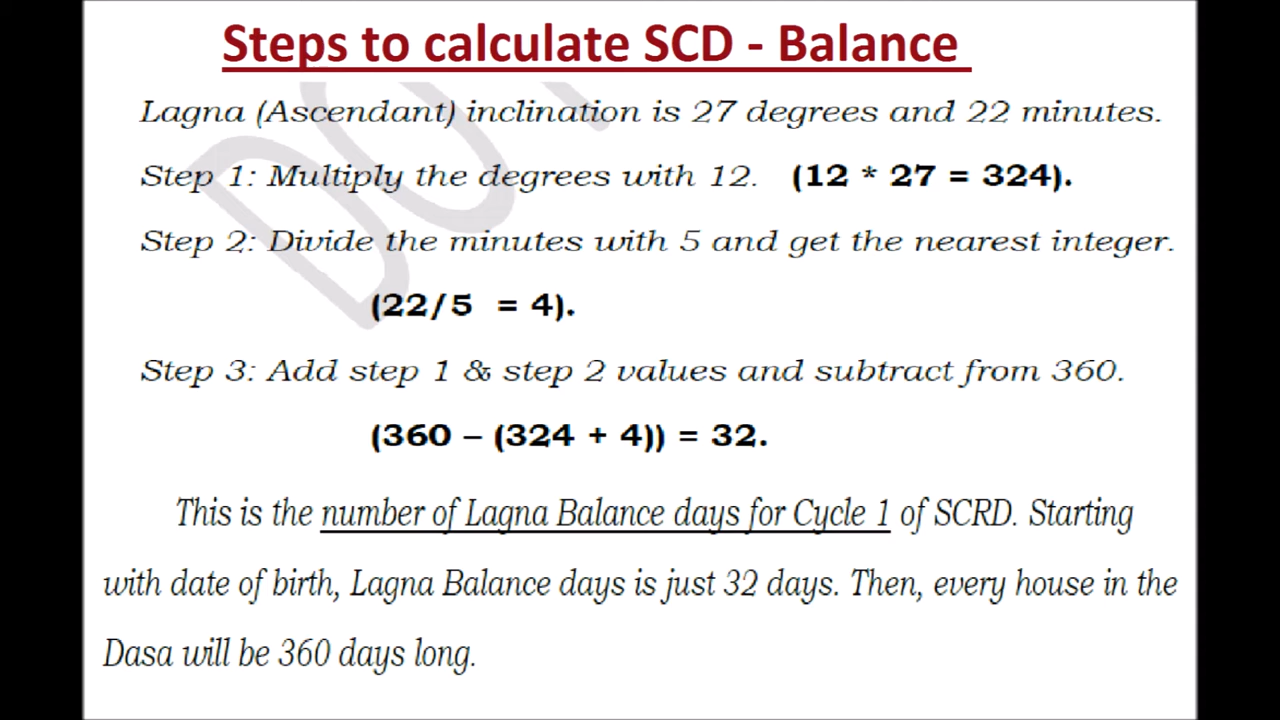 Steps to calculate SCD - Balance
Lagna (Ascendant) inclination is 27 degrees and 22 minutes.
Step 1: Multiply the degrees with 12. (12 * 27 = 324).
Step 2: Divide the minutes with 5 and get the nearest integer.
(22/5 = 4).
Step 3: Add step 1 & step 2 values and subtract from 360.
(360 – (324 + 4)) = 32.
This is the number of Lagna Balance days for Cycle 1 of SCRD. Starting
with date of birth, Lagna Balance days is just 32 days. Then, every house in the
Dasa will be 360 days long.